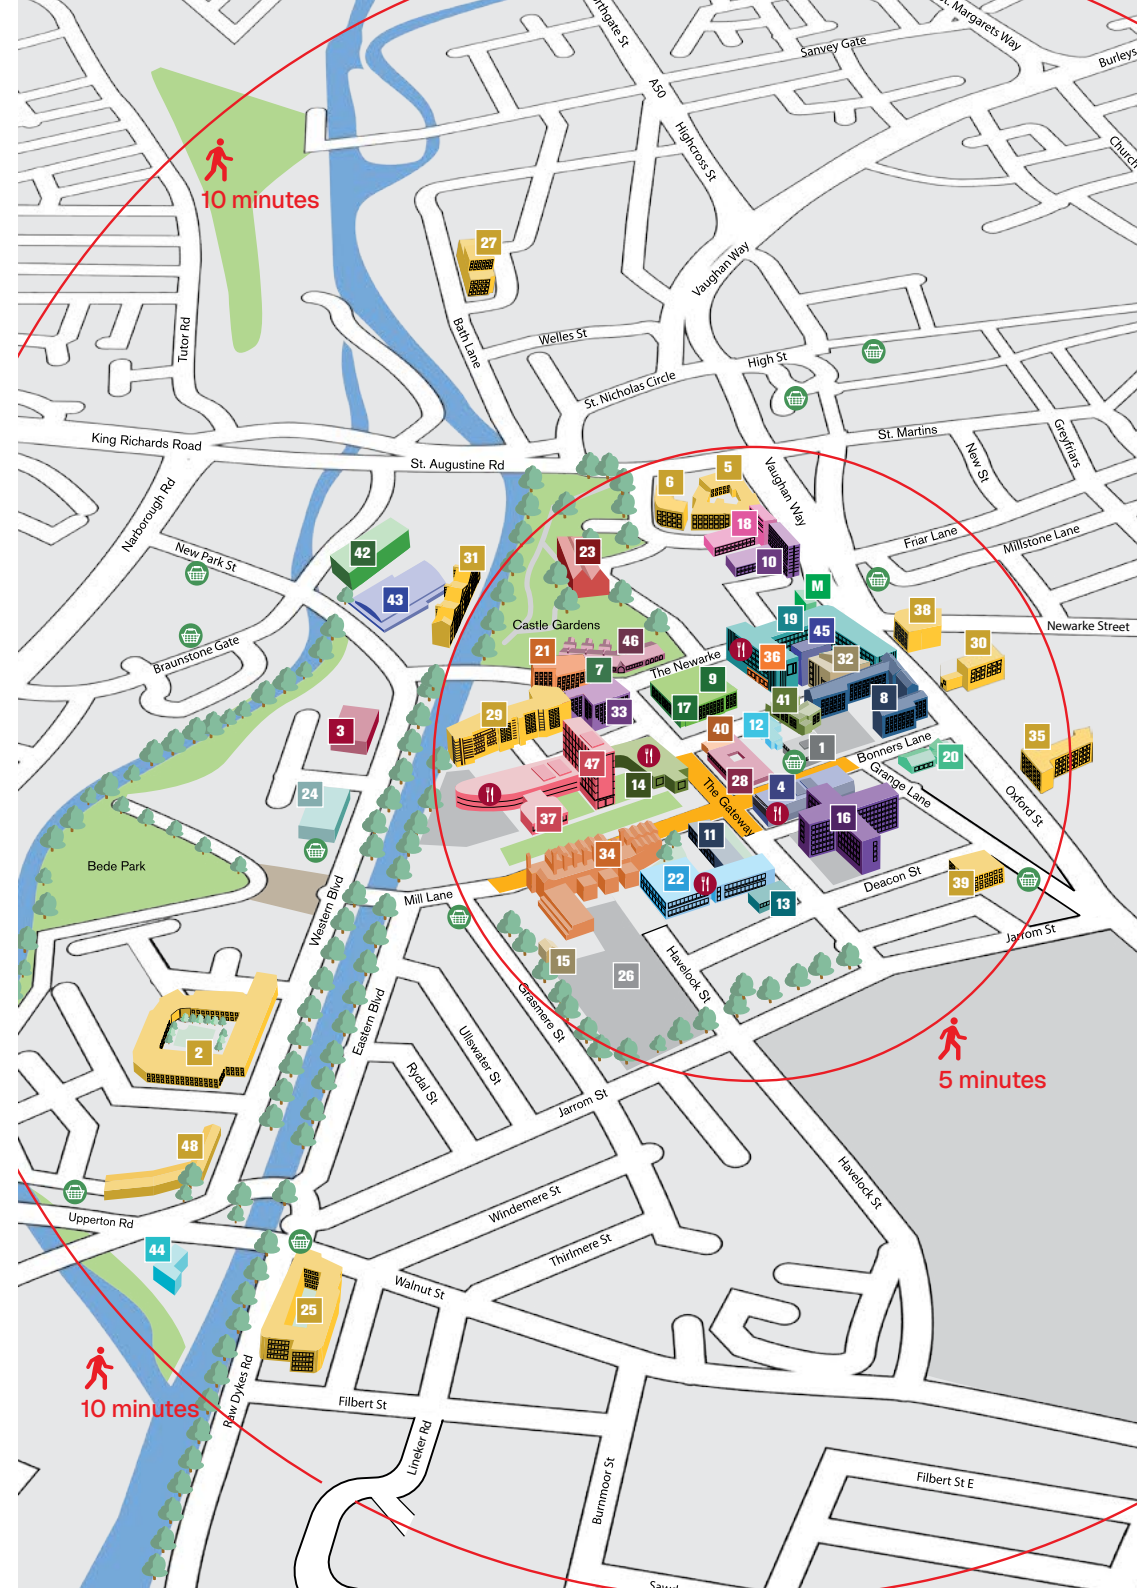 St. Margarets Way
Sanvey Gate
Burleys
A50
Highcross St
Church
10 minutes
27
Vaughan Way
Tutor Rd
Bath Lane
Welles St
High St
St. Nicholas Circle
King Richards Road
St. Augustine Rd
St. Martins
Greyfriars
New St
Narborough Rd
Vaughan Way
6
5
18
10
New Park St
42
31
43
23
Friar Lane
Millstone Lane
M
Castle Gardens
19
45
38
Newarke Street
Braunstone Gate
21
46
The Newarke
36
32
30
7
9
33
17
41
8
3
29
40
12
1
Bonners Lane
20
35
47
14
28
4
Grange Lane
24
37
The Gateway
16
Oxford St
11
34
Bede Park
22
Deacon St
39
13
Mill Lane
Western Blvd
15
26
Havelock St
Jarrom St
Grasmere St
Eastern Blvd
2
Ullswater St
Rydal St
5 minutes
Jarrom St
48
Havelock St
Upperton Rd
Windemere St
44
Thirlmere St
25
Walnut St
10 minutes
Raw Dykes Rd
Filbert St
Lineker Rd
Burnmoor St
Filbert St E